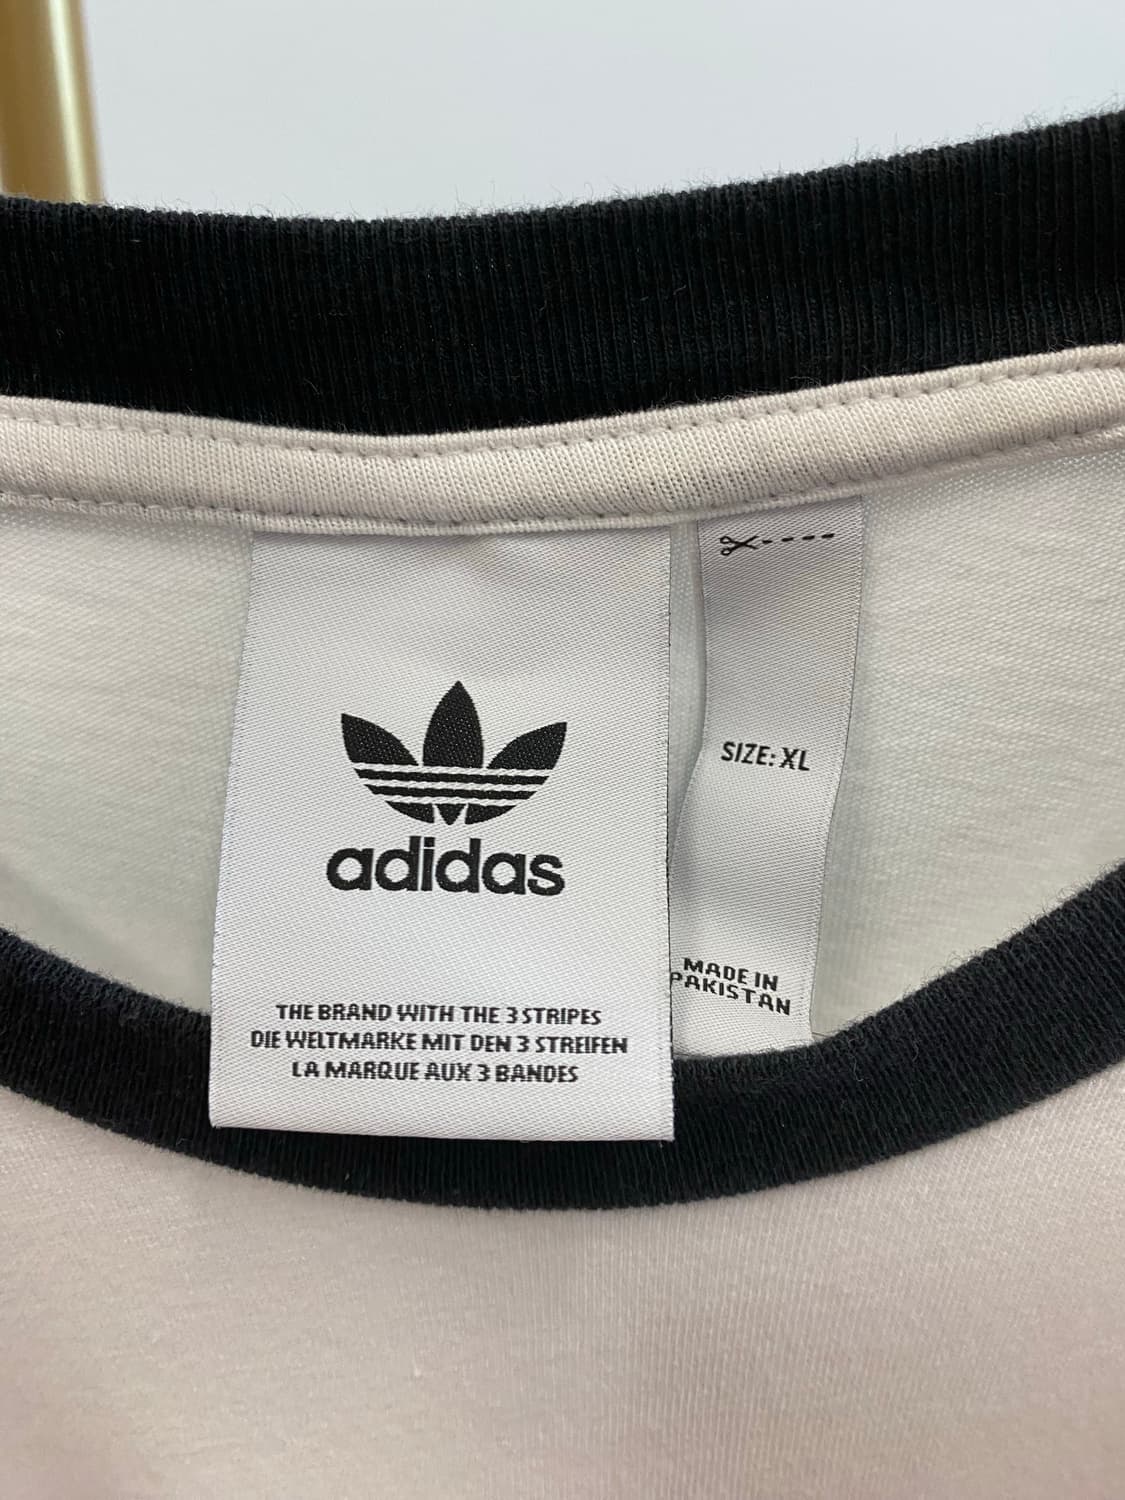 adidas
THE BRAND WITH THE 3 STRIPES
DIE WELTMARKE MIT DEN 3 STREIFEN
LA MARQUE AUX 3 BANDES
SIZE: XL
MADE IN
PAKISTAN